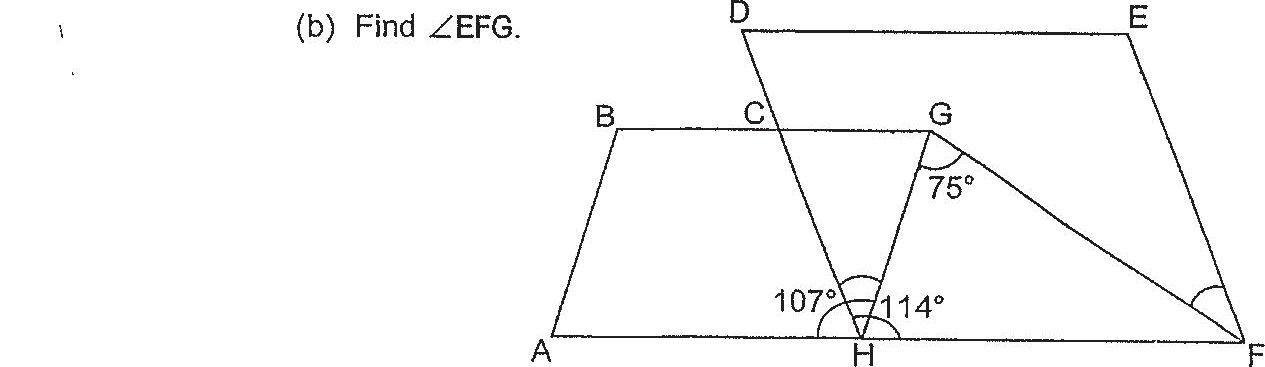 (b) Find ∠EFG.
D
E
B
C
G
75°
107°
114°
A
H
F